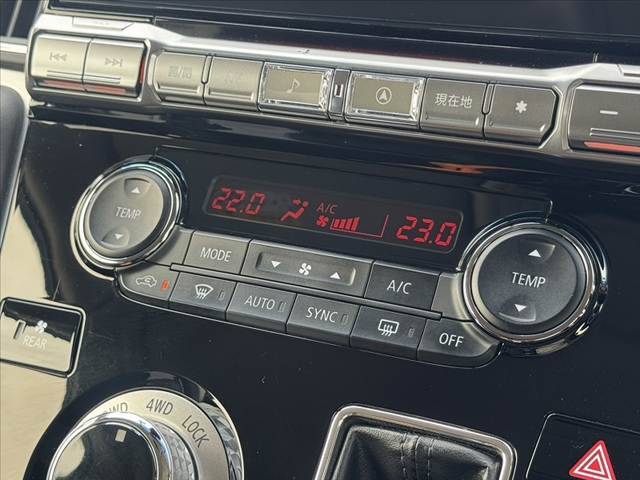 現在地
22.0 A/C 23.0
TEMP
MODE
A/C
TEMP
AUTO
SYNC
OFF
REAR
4WD
LOCK